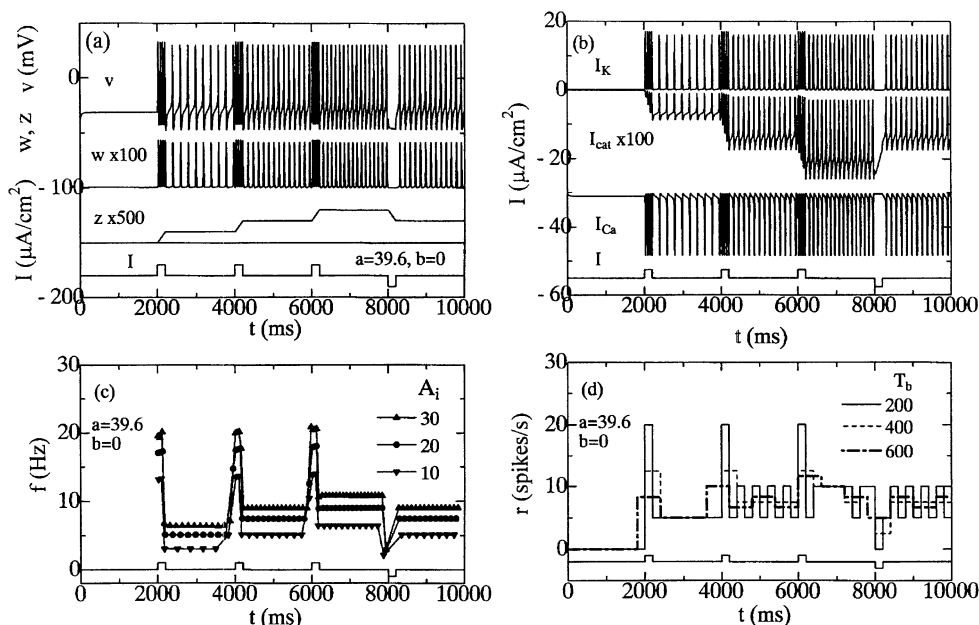 (a)
w, z v (mV)
0
v
w x100
- 100
z x500
I (μA/cm²)
I
a=39.6, b=0
- 200
0 2000 4000 6000 8000 10000
t (ms)
(b)
I (μA/cm²)
20
I_K
0
I_cat x100
- 20
I_Ca
- 40
I
- 60
0 2000 4000 6000 8000 10000
t (ms)
(c)
f (Hz)
30
A_i
30
a=39.6
b=0
20
20
10
10
0
0 2000 4000 6000 8000 10000
t (ms)
(d)
r (spikes/s)
30
T_b
200
a=39.6
b=0
20
400
600
10
0
0 2000 4000 6000 8000 10000
t (ms)